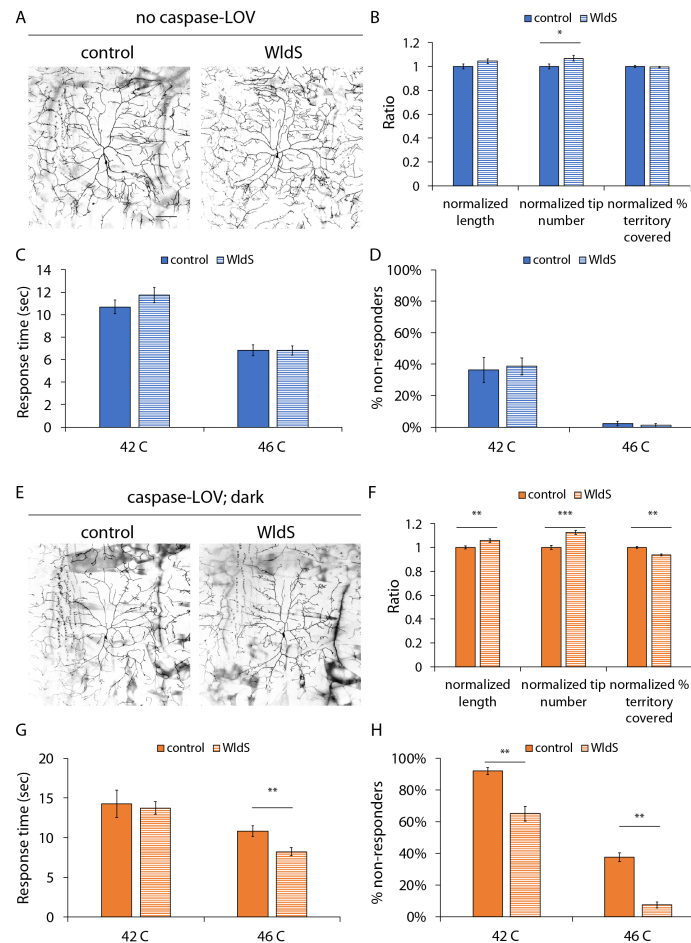 A
no caspase-LOV
control
WldS
B
control
WldS
*
1.2
1
0.8
0.6
0.4
0.2
0
Ratio
normalized length
normalized tip number
normalized % territory covered
C
control
WldS
14
12
10
8
6
4
2
0
Response time (sec)
42 C
46 C
D
control
WldS
100%
80%
60%
40%
20%
0%
% non-responders
42 C
46 C
E
caspase-LOV; dark
control
WldS
F
control
WldS
**
***
**
1.2
1
0.8
0.6
0.4
0.2
0
Ratio
normalized length
normalized tip number
normalized % territory covered
G
control
WldS
**
20
15
10
5
0
Response time (sec)
42 C
46 C
H
control
WldS
**
**
100%
80%
60%
40%
20%
0%
% non-responders
42 C
46 C